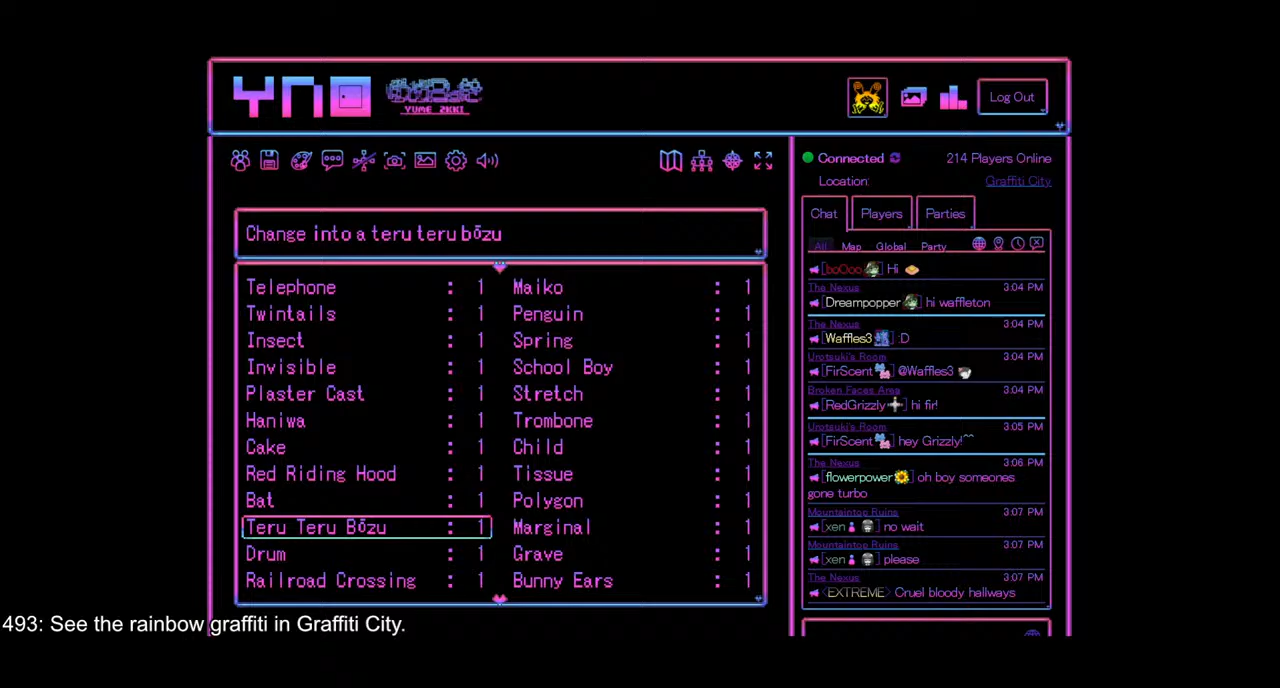 YNO
YUME 2KKI
Log Out
Connected
214 Players Online
Location:
Graffiti City
Chat
Players
Parties
All
Map
Global
Party
Change into a teru teru bōzu
Telephone : 1
Maiko : 1
Twintails : 1
Penguin : 1
Insect : 1
Spring : 1
Invisible : 1
School Boy : 1
Plaster Cast : 1
Stretch : 1
Haniwa : 1
Trombone : 1
Cake : 1
Child : 1
Red Riding Hood : 1
Tissue : 1
Bat : 1
Polygon : 1
Teru Teru Bōzu : 1
Marginal : 1
Drum : 1
Grave : 1
Railroad Crossing : 1
Bunny Ears : 1
[boOoo] Hi
The Nexus 3:04 PM
[Dreampopper] hi waffleton
The Nexus 3:04 PM
[Waffles3] :D
Urotsuki's Room 3:04 PM
[FirScent] @Waffles3
Broken Faces Area 3:04 PM
[RedGrizzly] hi fir!
Urotsuki's Room 3:05 PM
[FirScent] hey Grizzly!^^
The Nexus 3:06 PM
[flowerpower] oh boy someones
gone turbo
Mountaintop Ruins 3:07 PM
[xen] no wait
Mountaintop Ruins 3:07 PM
[xen] please
The Nexus 3:07 PM
<EXTREME> Cruel bloody hallways
493: See the rainbow graffiti in Graffiti City.